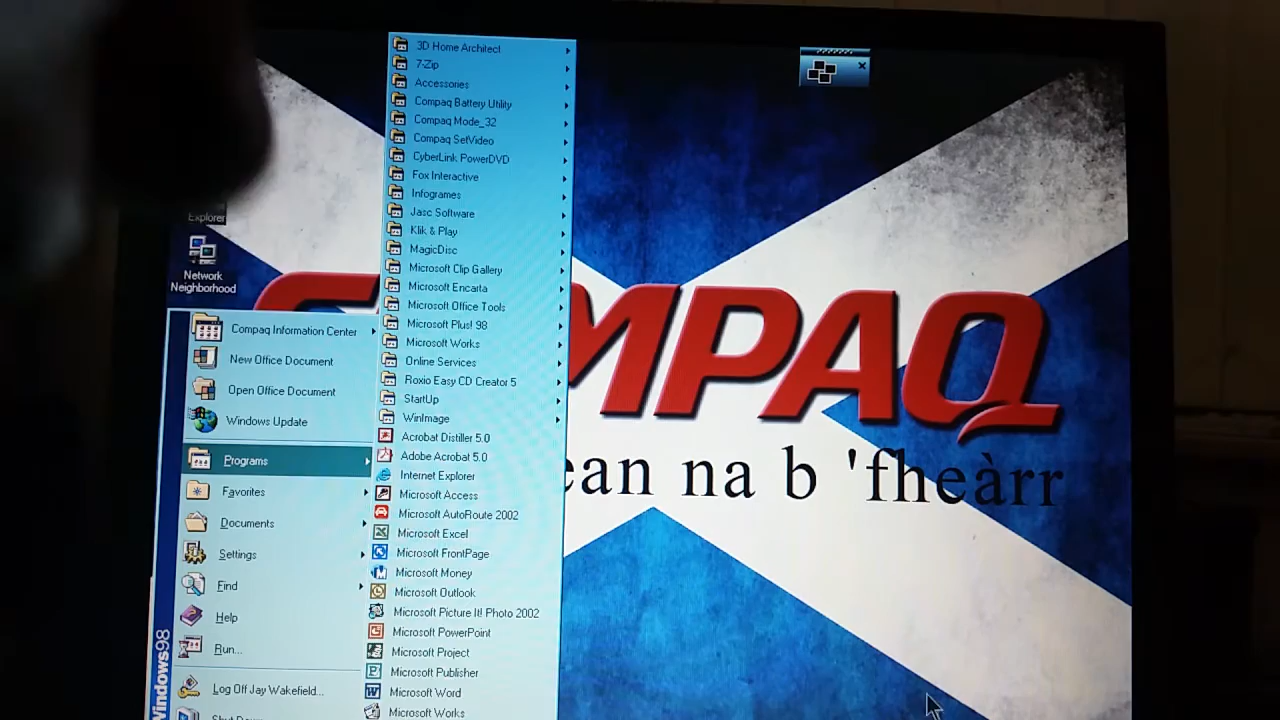 3D Home Architect
7-Zip
Accessories
Compaq Battery Utility
Compaq Mode_32
Compaq SetVideo
CyberLink PowerDVD
Fox Interactive
Infogrames
Jasc Software
Klik & Play
MagicDisc
Microsoft Clip Gallery
Microsoft Encarta
Microsoft Office Tools
Microsoft Plus! 98
Microsoft Works
Online Services
Roxio Easy CD Creator 5
StartUp
WinImage
Acrobat Distiller 5.0
Adobe Acrobat 5.0
Internet Explorer
Microsoft Access
Microsoft AutoRoute 2002
Microsoft Excel
Microsoft FrontPage
Microsoft Money
Microsoft Outlook
Microsoft Picture It! Photo 2002
Microsoft PowerPoint
Microsoft Project
Microsoft Publisher
Microsoft Word
Microsoft Works
Explorer
Network
Neighborhood
Compaq Information Center
New Office Document
Open Office Document
Windows Update
Programs
Favorites
Documents
Settings
Find
Help
Run...
Log Off Jay Wakefield...
Windows98
MPAQ
ean na b 'fheàrr